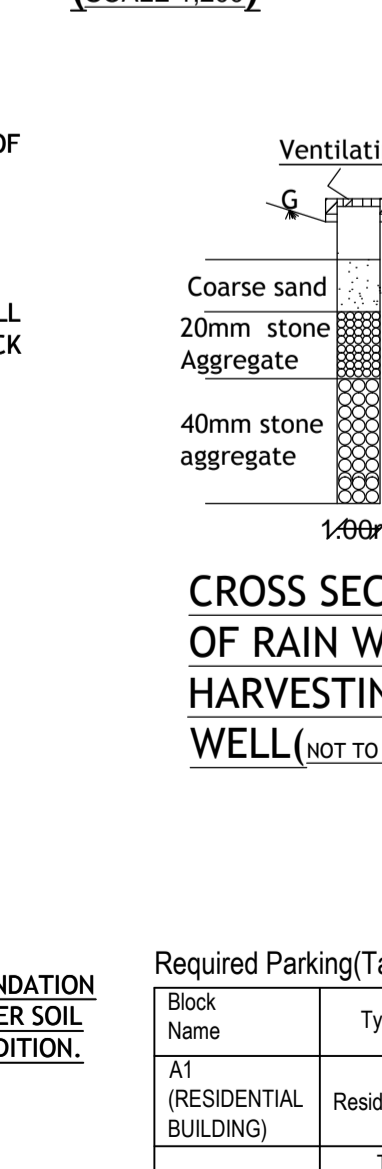 OF
LL
CK
Ventilati
G
Coarse sand
20mm stone
Aggregate
40mm stone
aggregate
1.00
CROSS SEC
OF RAIN W
HARVESTIN
WELL(NOT TO
NDATION
ER SOIL
DITION.
Required Parking(Ta
Block
Name
Ty
A1
(RESIDENTIAL
BUILDING)
Resid